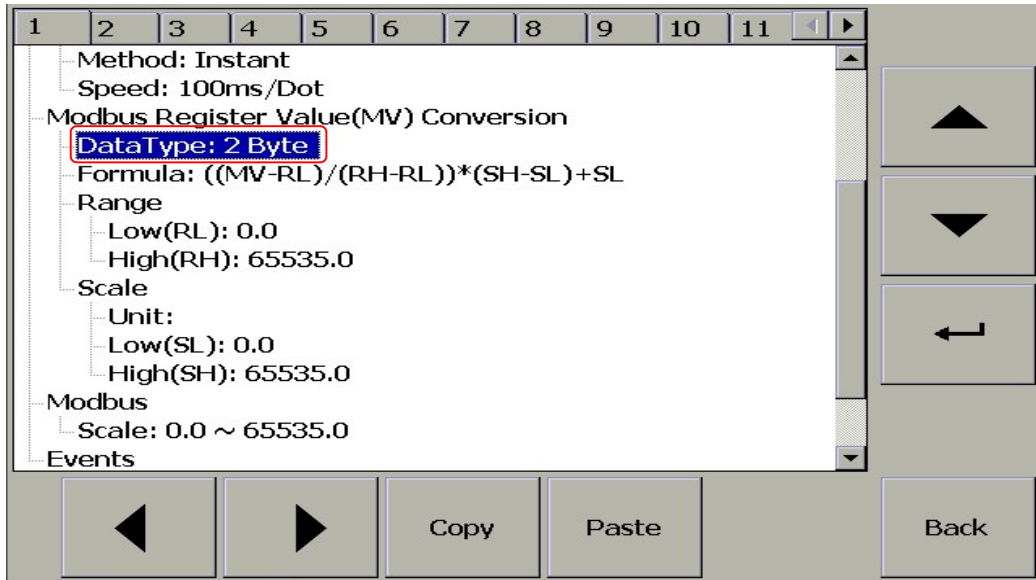 1 2 3 4 5 6 7 8 9 10 11
Method: Instant
Speed: 100ms/Dot
Modbus Register Value(MV) Conversion
DataType: 2 Byte
Formula: ((MV-RL)/(RH-RL))*(SH-SL)+SL
Range
Low(RL): 0.0
High(RH): 65535.0
Scale
Unit:
Low(SL): 0.0
High(SH): 65535.0
Modbus
Scale: 0.0 ~ 65535.0
Events
Copy Paste Back